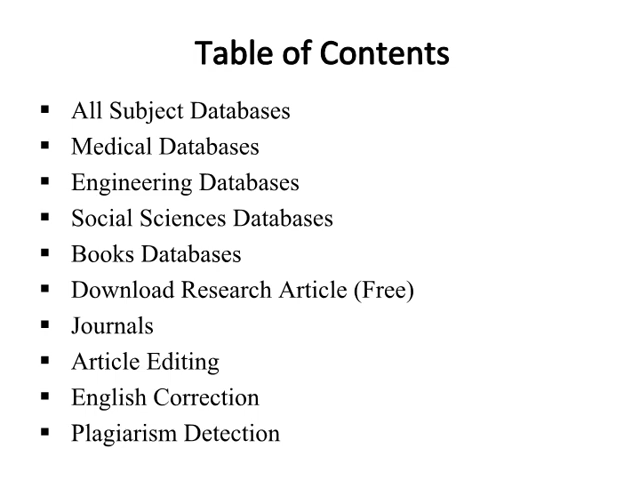 Table of Contents
▪ All Subject Databases
▪ Medical Databases
▪ Engineering Databases
▪ Social Sciences Databases
▪ Books Databases
▪ Download Research Article (Free)
▪ Journals
▪ Article Editing
▪ English Correction
▪ Plagiarism Detection